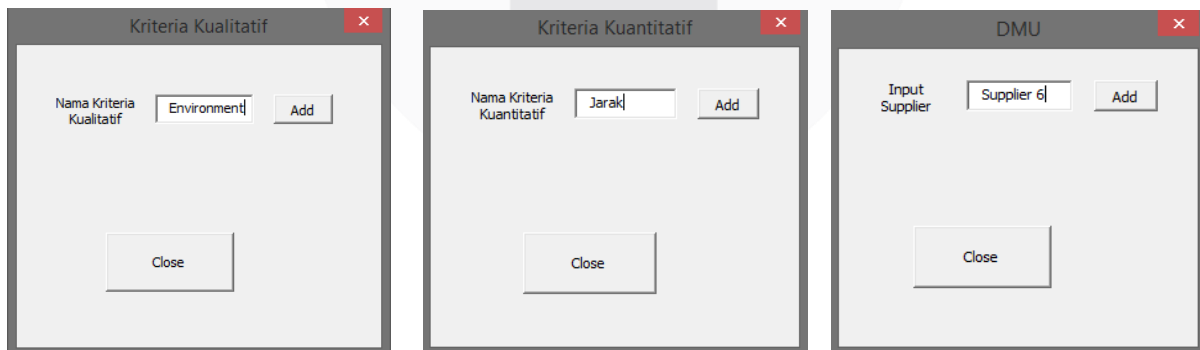 Kriteria Kualitatif
Nama Kriteria
Kualitatif
Environment
Add
Close
Kriteria Kuantitatif
Nama Kriteria
Kuantitatif
Jarak
Add
Close
DMU
Input
Supplier
Supplier 6
Add
Close